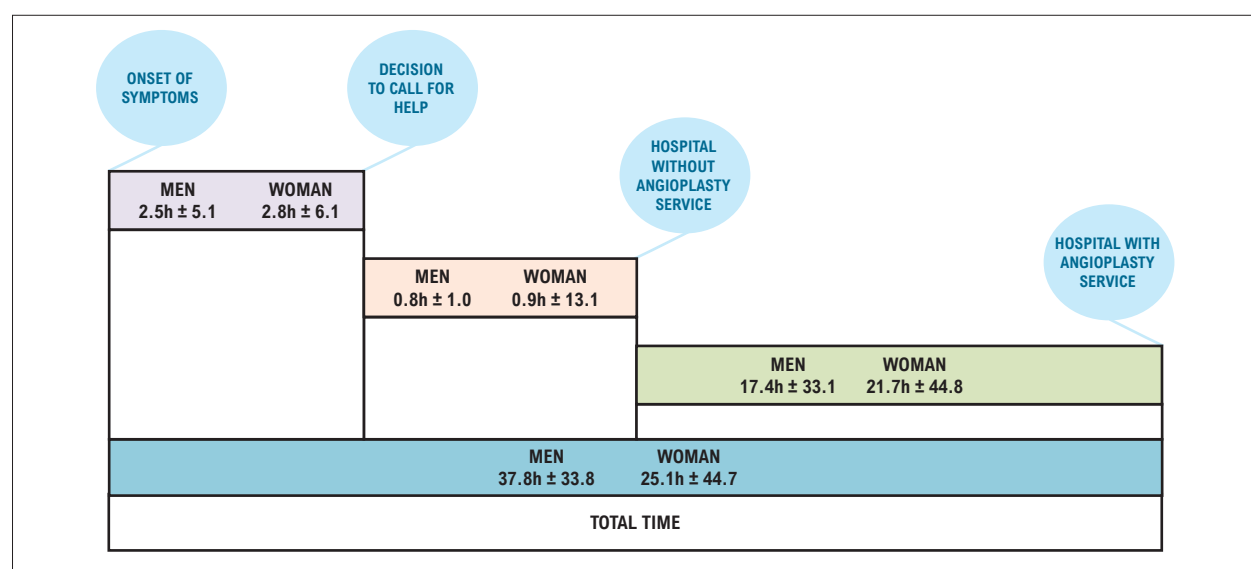 ONSET OF
SYMPTOMS
DECISION
TO CALL FOR
HELP
HOSPITAL
WITHOUT
ANGIOPLASTY
SERVICE
HOSPITAL WITH
ANGIOPLASTY
SERVICE
MEN WOMAN
2.5h ± 5.1 2.8h ± 6.1
MEN WOMAN
0.8h ± 1.0 0.9h ± 13.1
MEN WOMAN
17.4h ± 33.1 21.7h ± 44.8
MEN WOMAN
37.8h ± 33.8 25.1h ± 44.7
TOTAL TIME